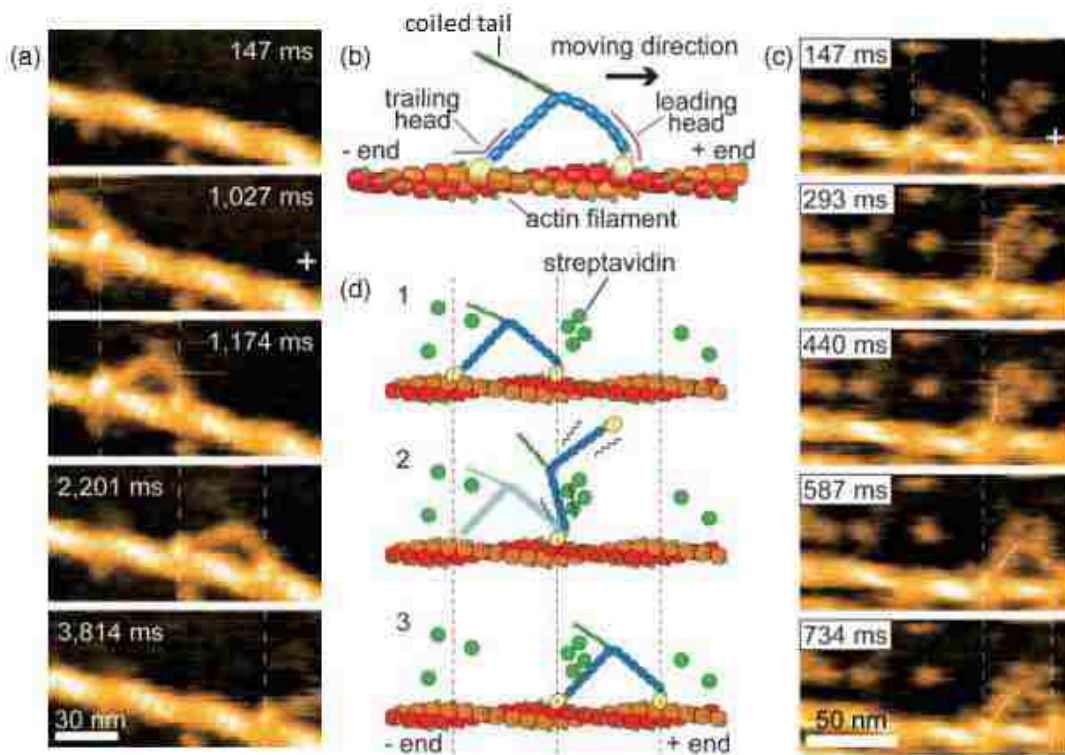 (a)
147 ms
1,027 ms
+
1,174 ms
2,201 ms
3,814 ms
30 nm
(b)
coiled tail
moving direction
trailing
head
leading
head
- end
+ end
actin filament
(d)
streptavidin
1
2
3
- end
+ end
(c)
147 ms
+
293 ms
440 ms
587 ms
734 ms
50 nm